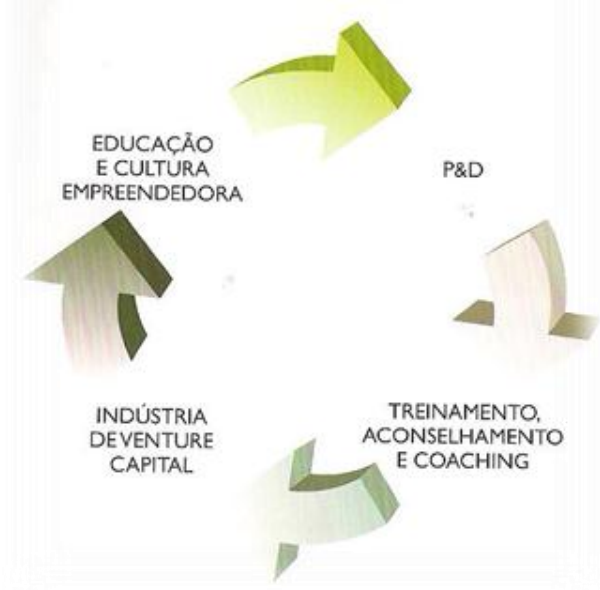 EDUCAÇÃO
E CULTURA
EMPREENDEDORA
P&D
TREINAMENTO,
ACONSELHAMENTO
E COACHING
INDÚSTRIA
DE VENTURE
CAPITAL